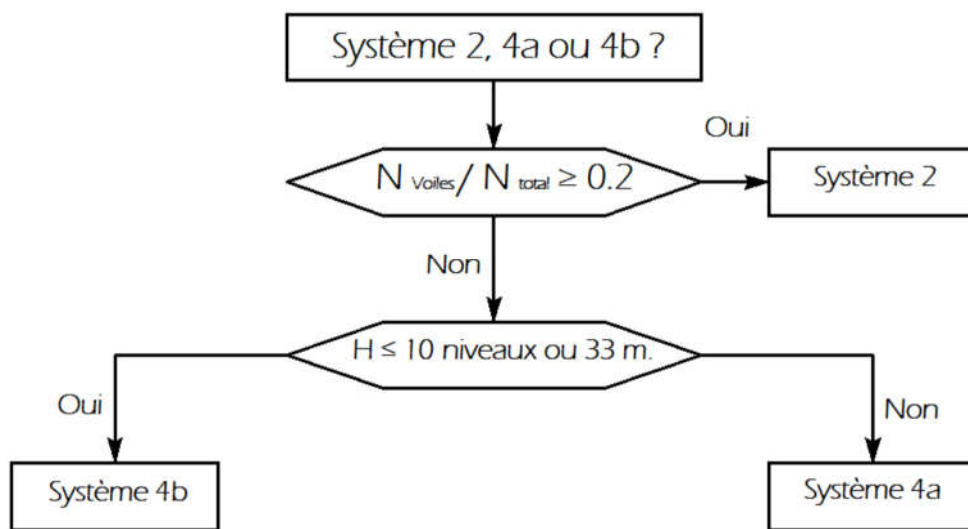 Système 2, 4a ou 4b ?
Oui
N Voiles / N total ≥ 0.2
Système 2
Non
H ≤ 10 niveaux ou 33 m.
Oui
Non
Système 4b
Système 4a